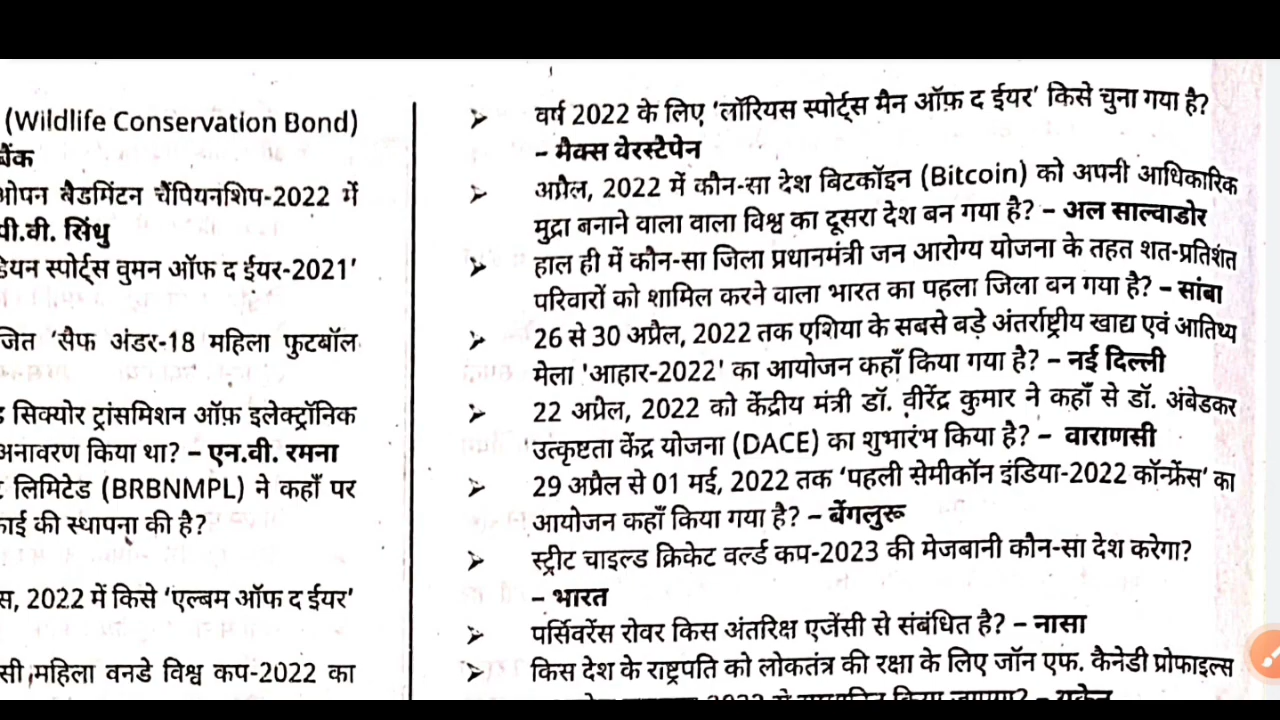 (Wildlife Conservation Bond)
बैंक
ओपन बैडमिंटन चैंपियनशिप-2022 में
पी.वी. सिंधु
डियन स्पोर्ट्स वुमन ऑफ द ईयर-2021'
जित 'सैफ अंडर-18 महिला फुटबॉल
सिक्योर ट्रांसमिशन ऑफ़ इलेक्ट्रॉनिक
अनावरण किया था? – एन.वी. रमना
लिमिटेड (BRBNMPL) ने कहाँ पर
काई की स्थापना की है?
स, 2022 में किसे 'एल्बम ऑफ द ईयर'
सी महिला वनडे विश्व कप-2022 का
➢ वर्ष 2022 के लिए 'लॉरियस स्पोर्ट्स मैन ऑफ़ द ईयर' किसे चुना गया है?
– मैक्स वेरस्टेपेन
➢ अप्रैल, 2022 में कौन-सा देश बिटकॉइन (Bitcoin) को अपनी आधिकारिक
मुद्रा बनाने वाला वाला विश्व का दूसरा देश बन गया है? – अल साल्वाडोर
➢ हाल ही में कौन-सा जिला प्रधानमंत्री जन आरोग्य योजना के तहत शत-प्रतिशत
परिवारों को शामिल करने वाला भारत का पहला जिला बन गया है? – सांबा
➢ 26 से 30 अप्रैल, 2022 तक एशिया के सबसे बड़े अंतर्राष्ट्रीय खाद्य एवं आतिथ्य
मेला 'आहार-2022' का आयोजन कहाँ किया गया है? – नई दिल्ली
➢ 22 अप्रेल, 2022 को केंद्रीय मंत्री डॉ. वीरेंद्र कुमार ने कहाँ से डॉ. अंबेडकर
उत्कृष्टता केंद्र योजना (DACE) का शुभारंभ किया है? – वाराणसी
➢ 29 अप्रैल से 01 मई, 2022 तक 'पहली सेमीकॉन इंडिया-2022 कॉन्फ्रेंस' का
आयोजन कहाँ किया गया है? – बेंगलुरू
➢ स्ट्रीट चाइल्ड क्रिकेट वर्ल्ड कप-2023 की मेजबानी कौन-सा देश करेगा?
– भारत
➢ पर्सिवरेंस रोवर किस अंतरिक्ष एजेंसी से संबंधित है? – नासा
➢ किस देश के राष्ट्रपति को लोकतंत्र की रक्षा के लिए जॉन एफ. कैनेडी प्रोफाइल्स